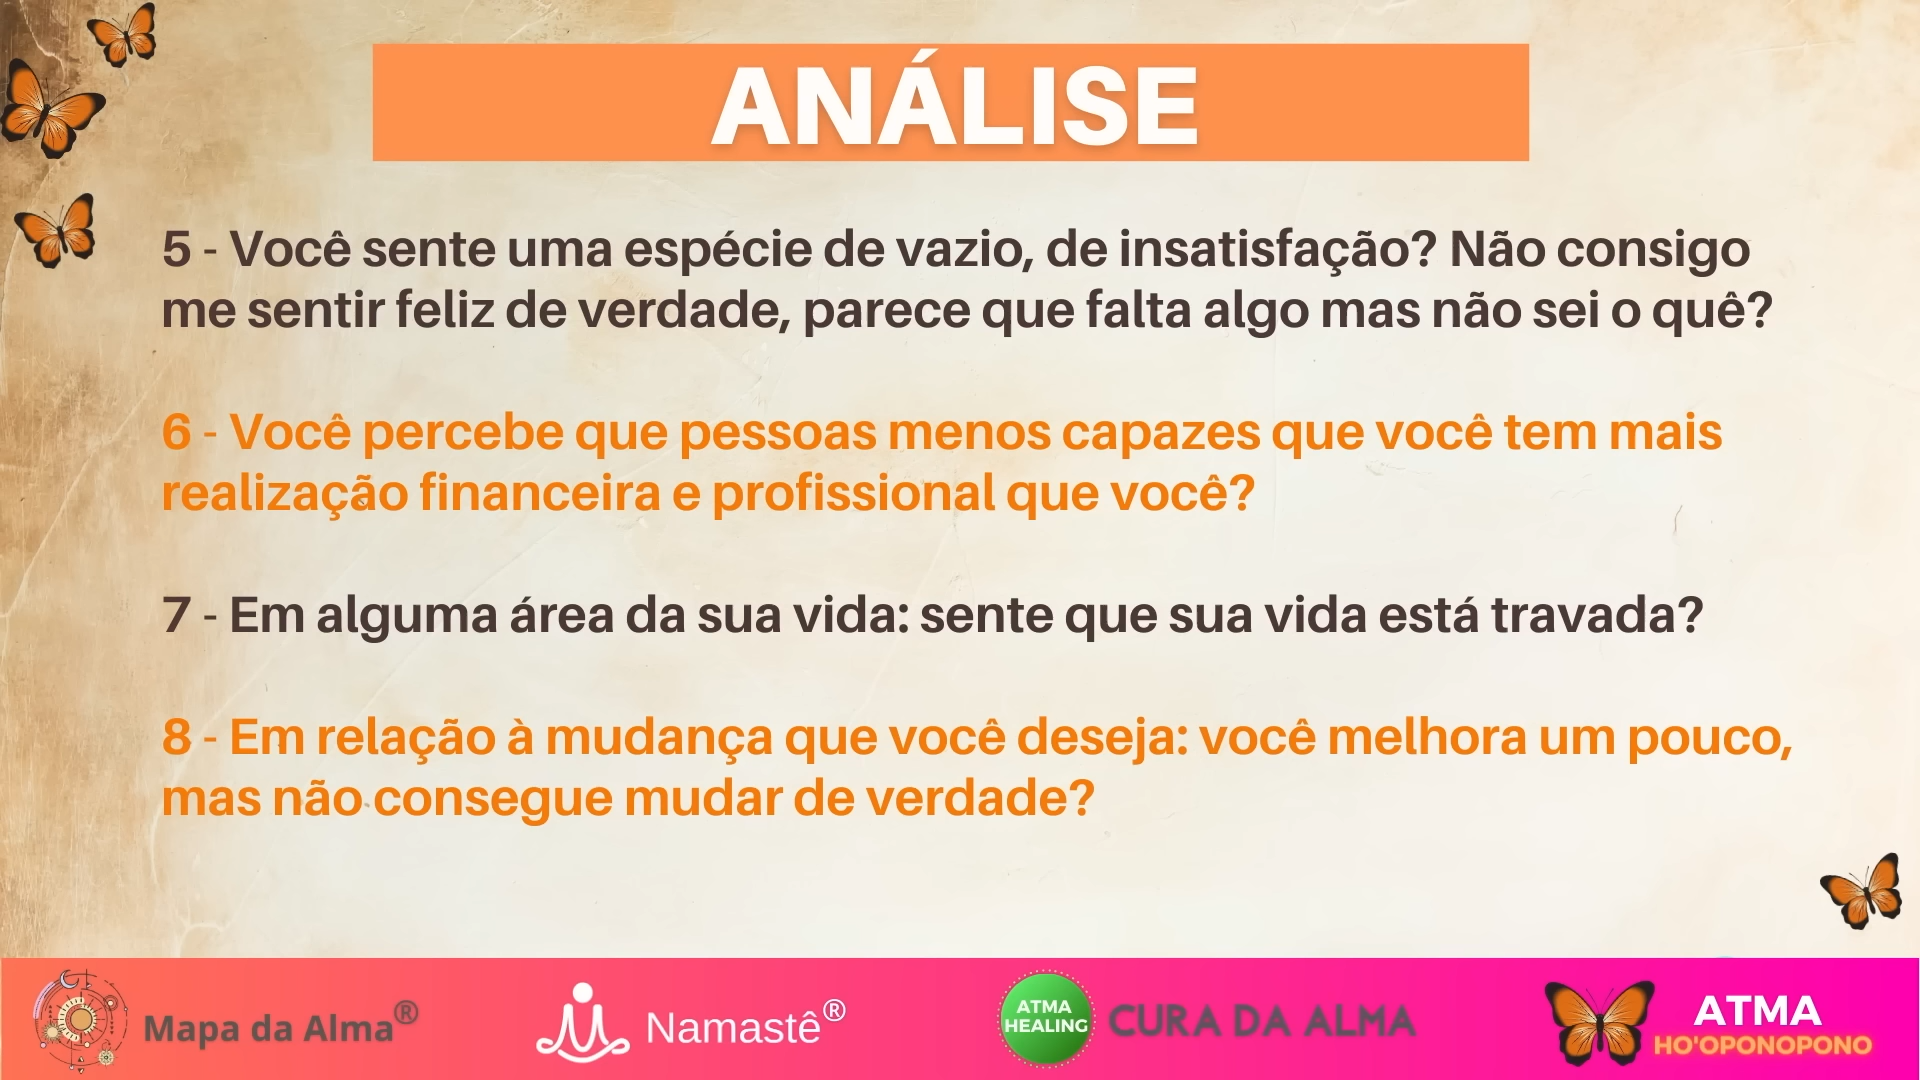 ANÁLISE
5 - Você sente uma espécie de vazio, de insatisfação? Não consigo
me sentir feliz de verdade, parece que falta algo mas não sei o quê?
6 - Você percebe que pessoas menos capazes que você tem mais
realização financeira e profissional que você?
7 - Em alguma área da sua vida: sente que sua vida está travada?
8 - Em relação à mudança que você deseja: você melhora um pouco,
mas não consegue mudar de verdade?
Mapa da Alma®
Namastê®
ATMA
HEALING
CURA DA ALMA
ATMA
HO'OPONOPONO